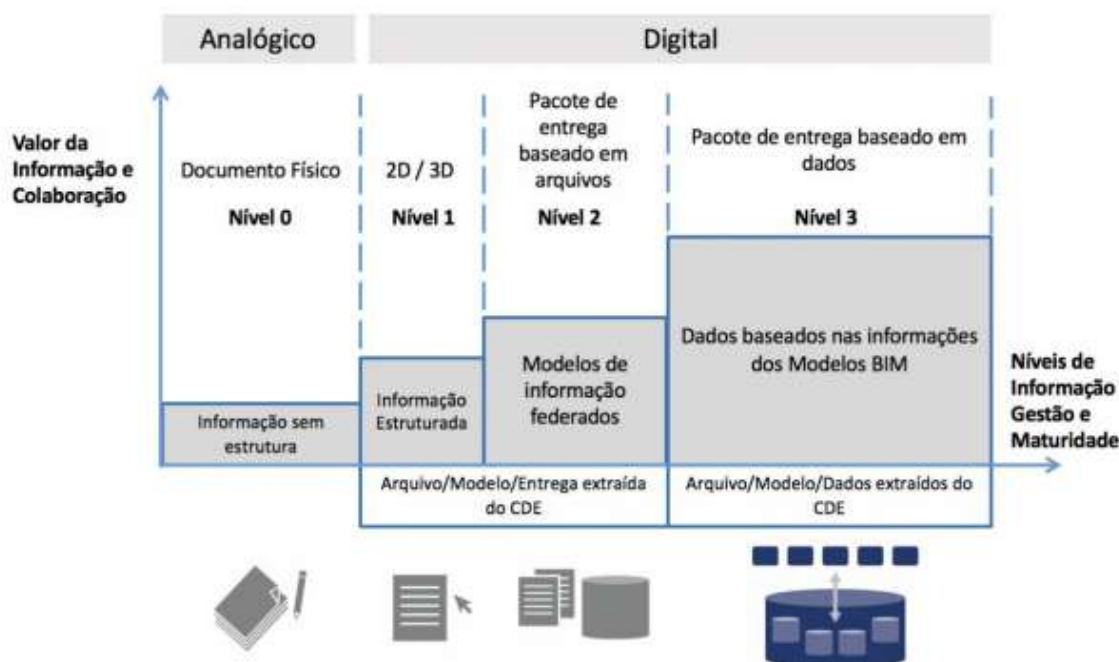 Analógico
Digital
Valor da
Informação e
Colaboração
Documento Físico
Nível 0
2D / 3D
Nível 1
Pacote de
entrega
baseado em
arquivos
Nível 2
Pacote de entrega baseado em
dados
Nível 3
Informação sem
estrutura
Informação
Estruturada
Modelos de
informação
federados
Dados baseados nas informações
dos Modelos BIM
Níveis de
Informação
Gestão e
Maturidade
Arquivo/Modelo/Entrega extraída
do CDE
Arquivo/Modelo/Dados extraídos do
CDE